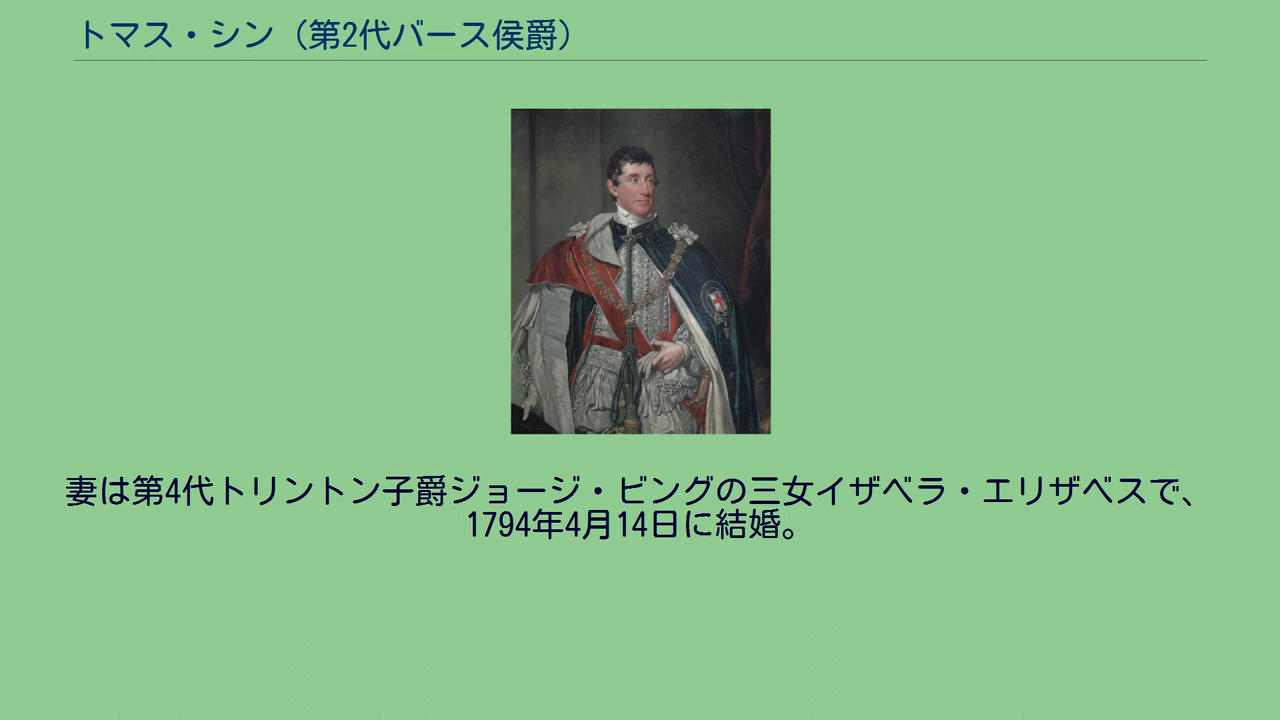 トマス・シン（第2代バース侯爵）
妻は第4代トリントン子爵ジョージ・ビングの三女イザベラ・エリザベスで、
1794年4月14日に結婚。